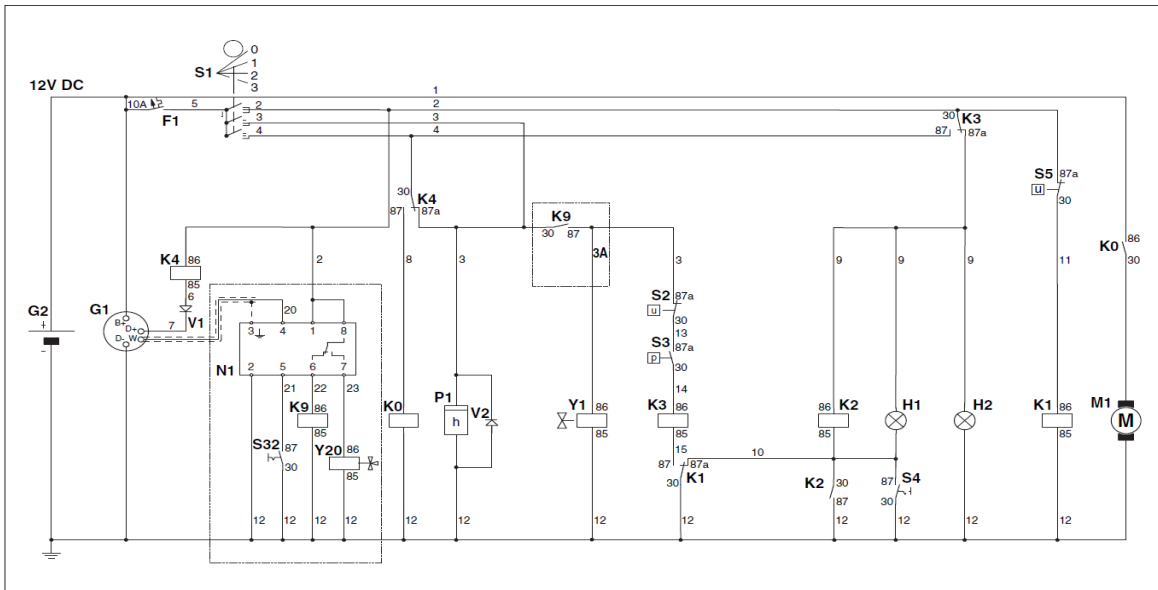 0
S1 1
2
3
12V DC
1
10A 5 2 2
F1 3 3
4 4
30 K3
87 87a
S5 87a
u 30
30 K4
87 87a
K9
30 87
3A
K0 86
30
K4 86
85
6
V1
7
2
8
3
3
9
9
9
11
G2
+
-
G1
B+
D+
D-
W
20
3 4 1 8
N1
2 5 6 7
21 22 23
S2 87a
u 30
13
S3 87a
p 30
14
K9 86
85
S32 87
30
Y20 86
85
K0 86
85
P1
h
V2
Y1 86
85
K3 86
85
15
87 87a
30 K1
10
86 K2
85
H1
H2
K1 86
85
M1
M
K2 30
87
87 S4
30
12 12 12 12 12 12 12 12 12 12 12 12